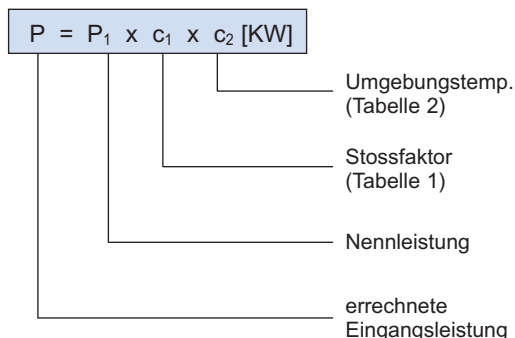 P = P₁ x c₁ x c₂ [KW]
Umgebungstemp.
(Tabelle 2)
Stossfaktor
(Tabelle 1)
Nennleistung
errechnete
Eingangsleistung